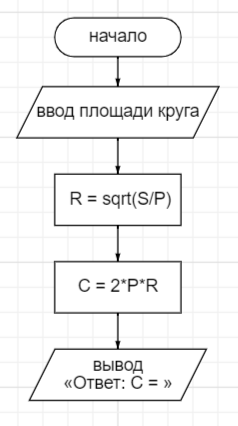 начало
ввод площади круга
R = sqrt(S/P)
C = 2*P*R
вывод
«Ответ: C = »